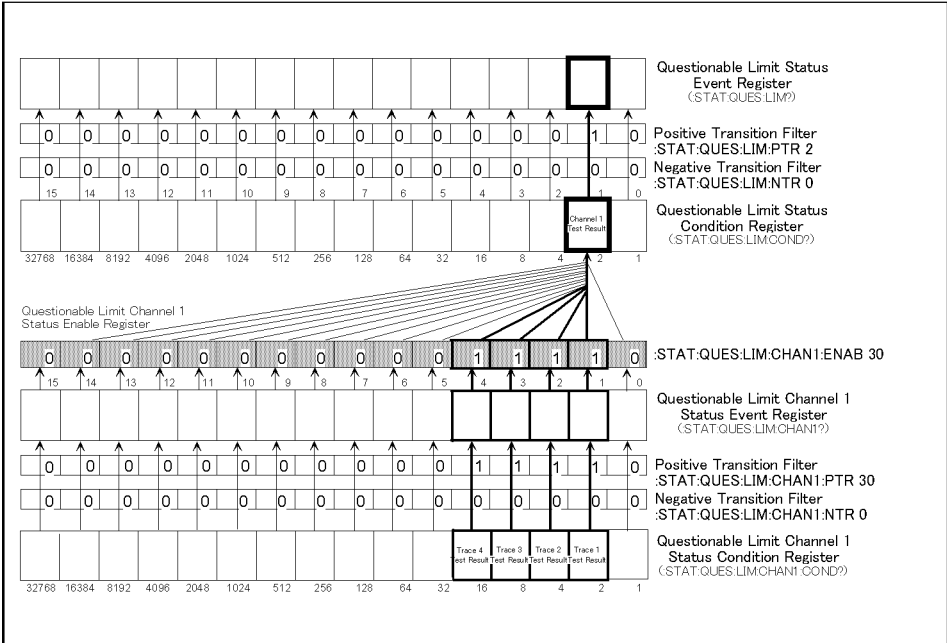 Questionable Limit Status
Event Register
(:STAT:QUES:LIM?)
0 0 0 0 0 0 0 0 0 0 0 0 0 0 1 0
Positive Transition Filter
:STAT:QUES:LIM:PTR 2
0 0 0 0 0 0 0 0 0 0 0 0 0 0 0 0
Negative Transition Filter
:STAT:QUES:LIM:NTR 0
15 14 13 12 11 10 9 8 7 6 5 4 3 2 1 0
Channel 1
Test Result
Questionable Limit Status
Condition Register
(:STAT:QUES:LIM:COND?)
32768 16384 8192 4096 2048 1024 512 256 128 64 32 16 8 4 2 1
Questionable Limit Channel 1
Status Enable Register
0 0 0 0 0 0 0 0 0 0 0 1 1 1 1 0
:STAT:QUES:LIM:CHAN1:ENAB 30
15 14 13 12 11 10 9 8 7 6 5 4 3 2 1 0
Questionable Limit Channel 1
Status Event Register
(:STAT:QUES:LIM:CHAN1?)
0 0 0 0 0 0 0 0 0 0 0 1 1 1 1 0
Positive Transition Filter
:STAT:QUES:LIM:CHAN1:PTR 30
0 0 0 0 0 0 0 0 0 0 0 0 0 0 0 0
Negative Transition Filter
:STAT:QUES:LIM:CHAN1:NTR 0
Trace 4 Trace 3 Trace 2 Trace 1
Test Result Test Result Test Result Test Result
Questionable Limit Channel 1
Status Condition Register
(:STAT:QUES:LIM:CHAN1:COND?)
32768 16384 8192 4096 2048 1024 512 256 128 64 32 16 8 4 2 1